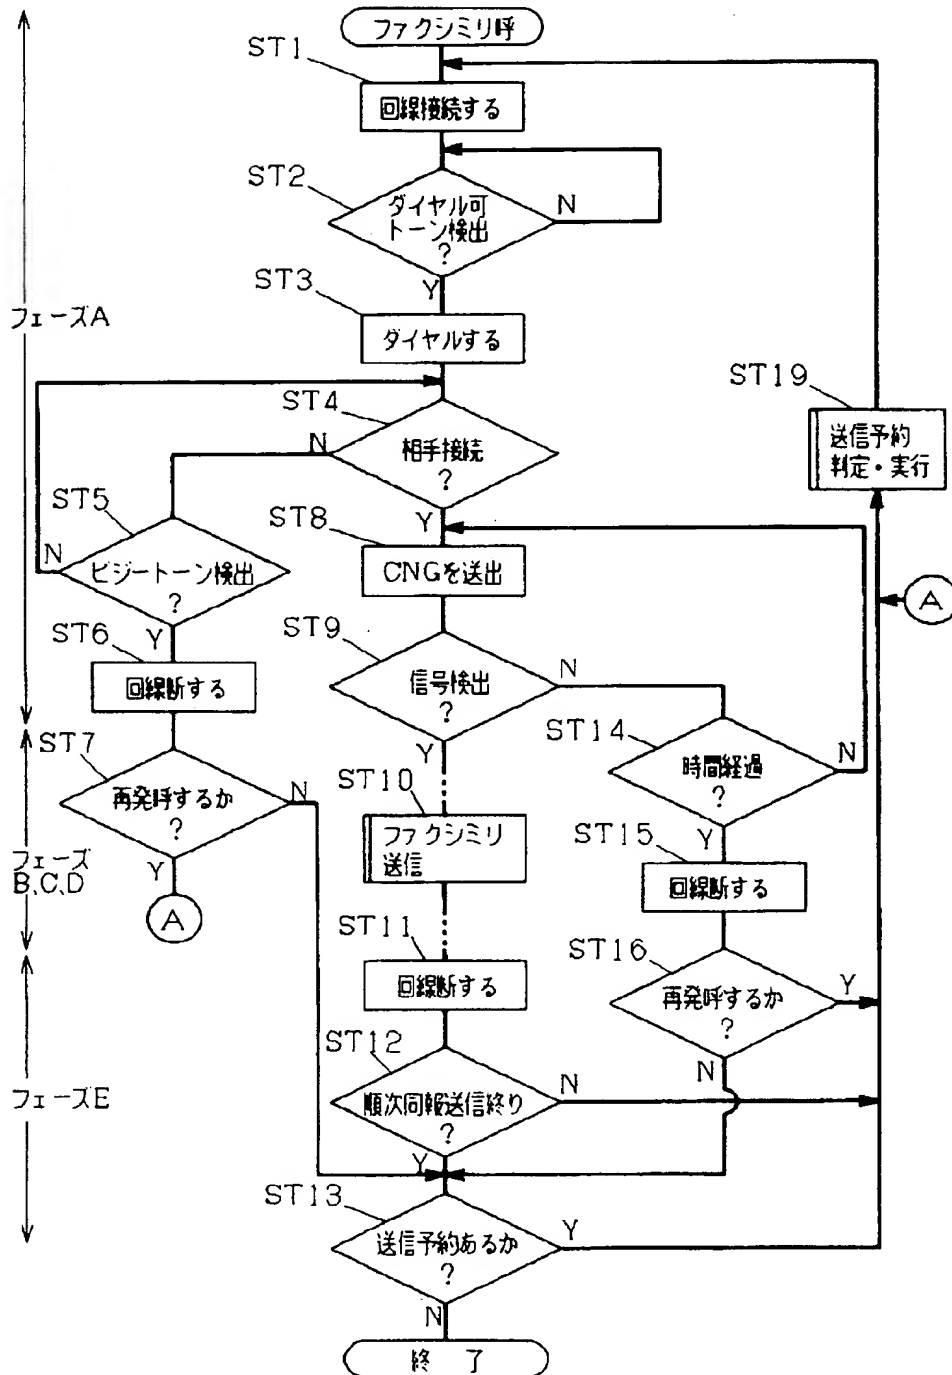 ファクシミリ呼
ST1
回線接続する
ST2
ダイヤル可
トーン検出
?
N
Y
ST3
フェーズA
ダイヤルする
ST19
送信予約
判定・実行
ST4
相手接続
?
N
Y
ST5
ビジートーン検出
?
N
Y
ST8
CNGを送出
A
ST6
回線断する
ST9
信号検出
?
N
Y
ST7
再発呼するか
?
N
Y
A
ST14
時間経過
?
N
Y
ST10
ファクシミリ
送信
フェーズ
B,C,D
ST15
回線断する
ST11
回線断する
ST16
再発呼するか
?
Y
N
ST12
順次同報送信終り
?
N
Y
フェーズE
ST13
送信予約あるか
?
Y
N
終 了